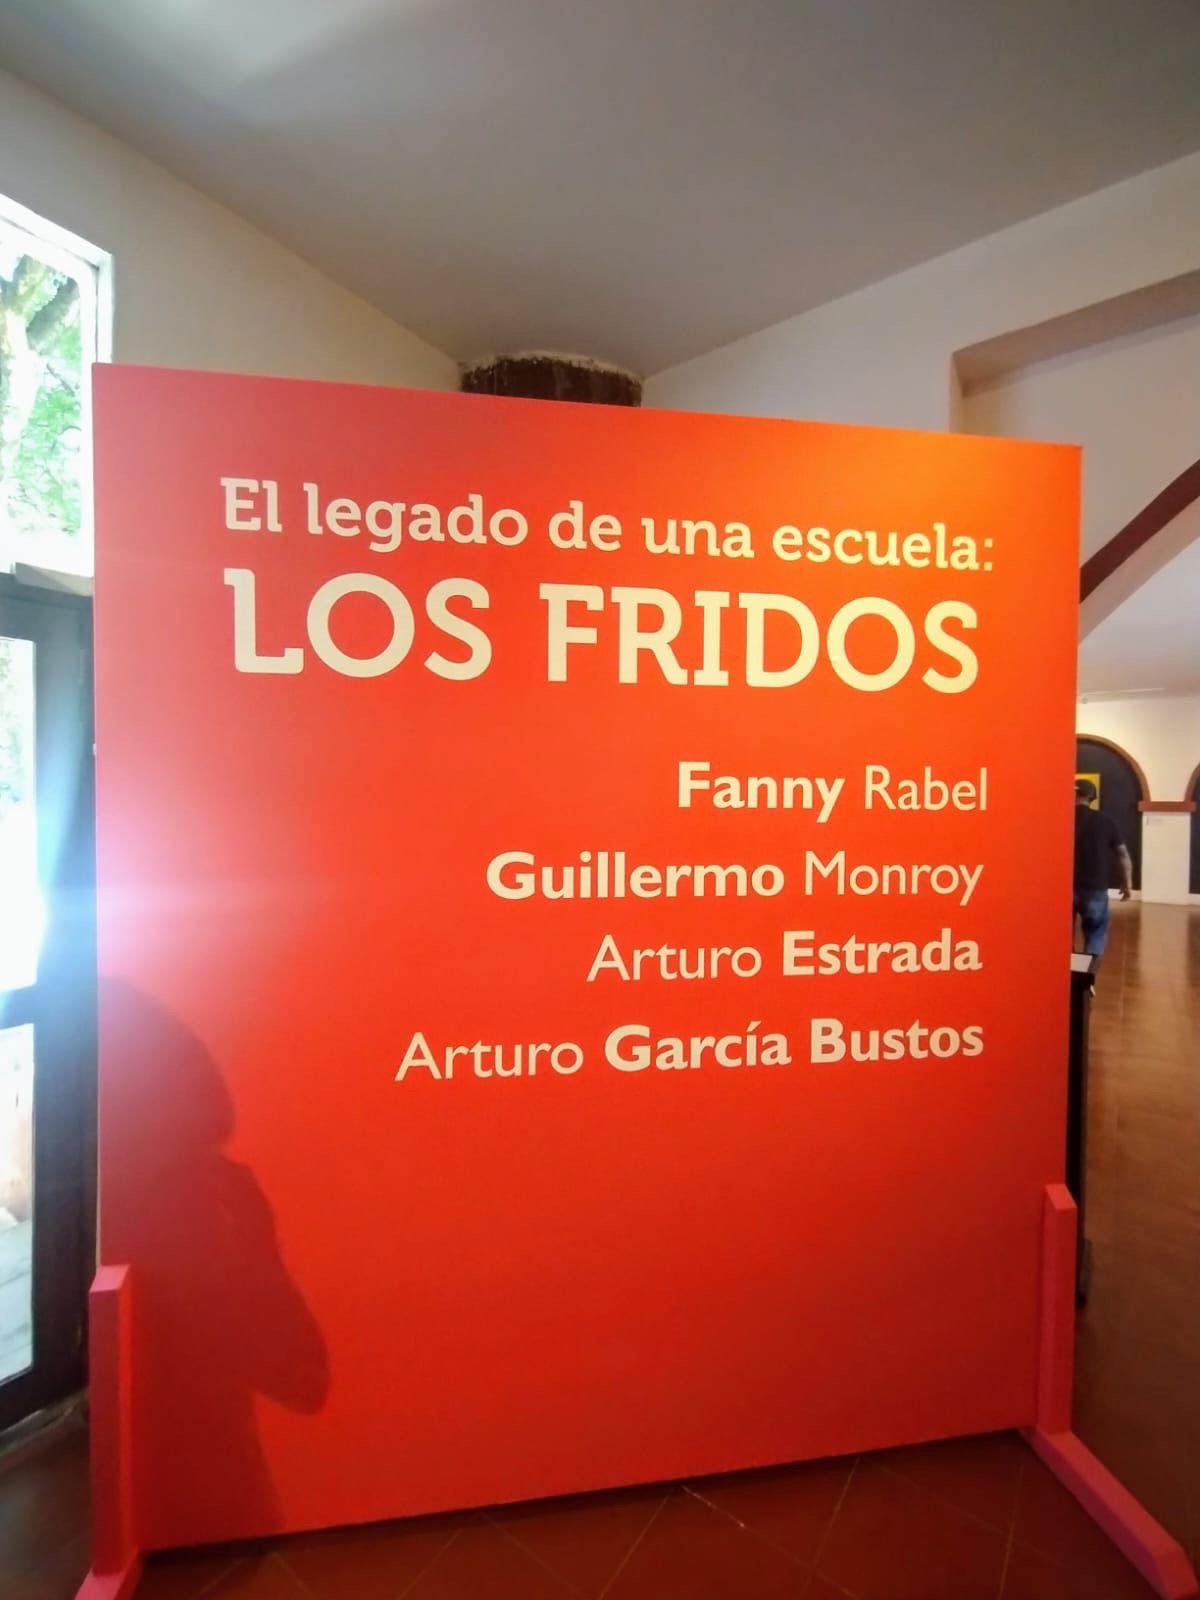 El legado de una escuela:
LOS FRIDOS
Fanny Rabel
Guillermo Monroy
Arturo Estrada
Arturo García Bustos